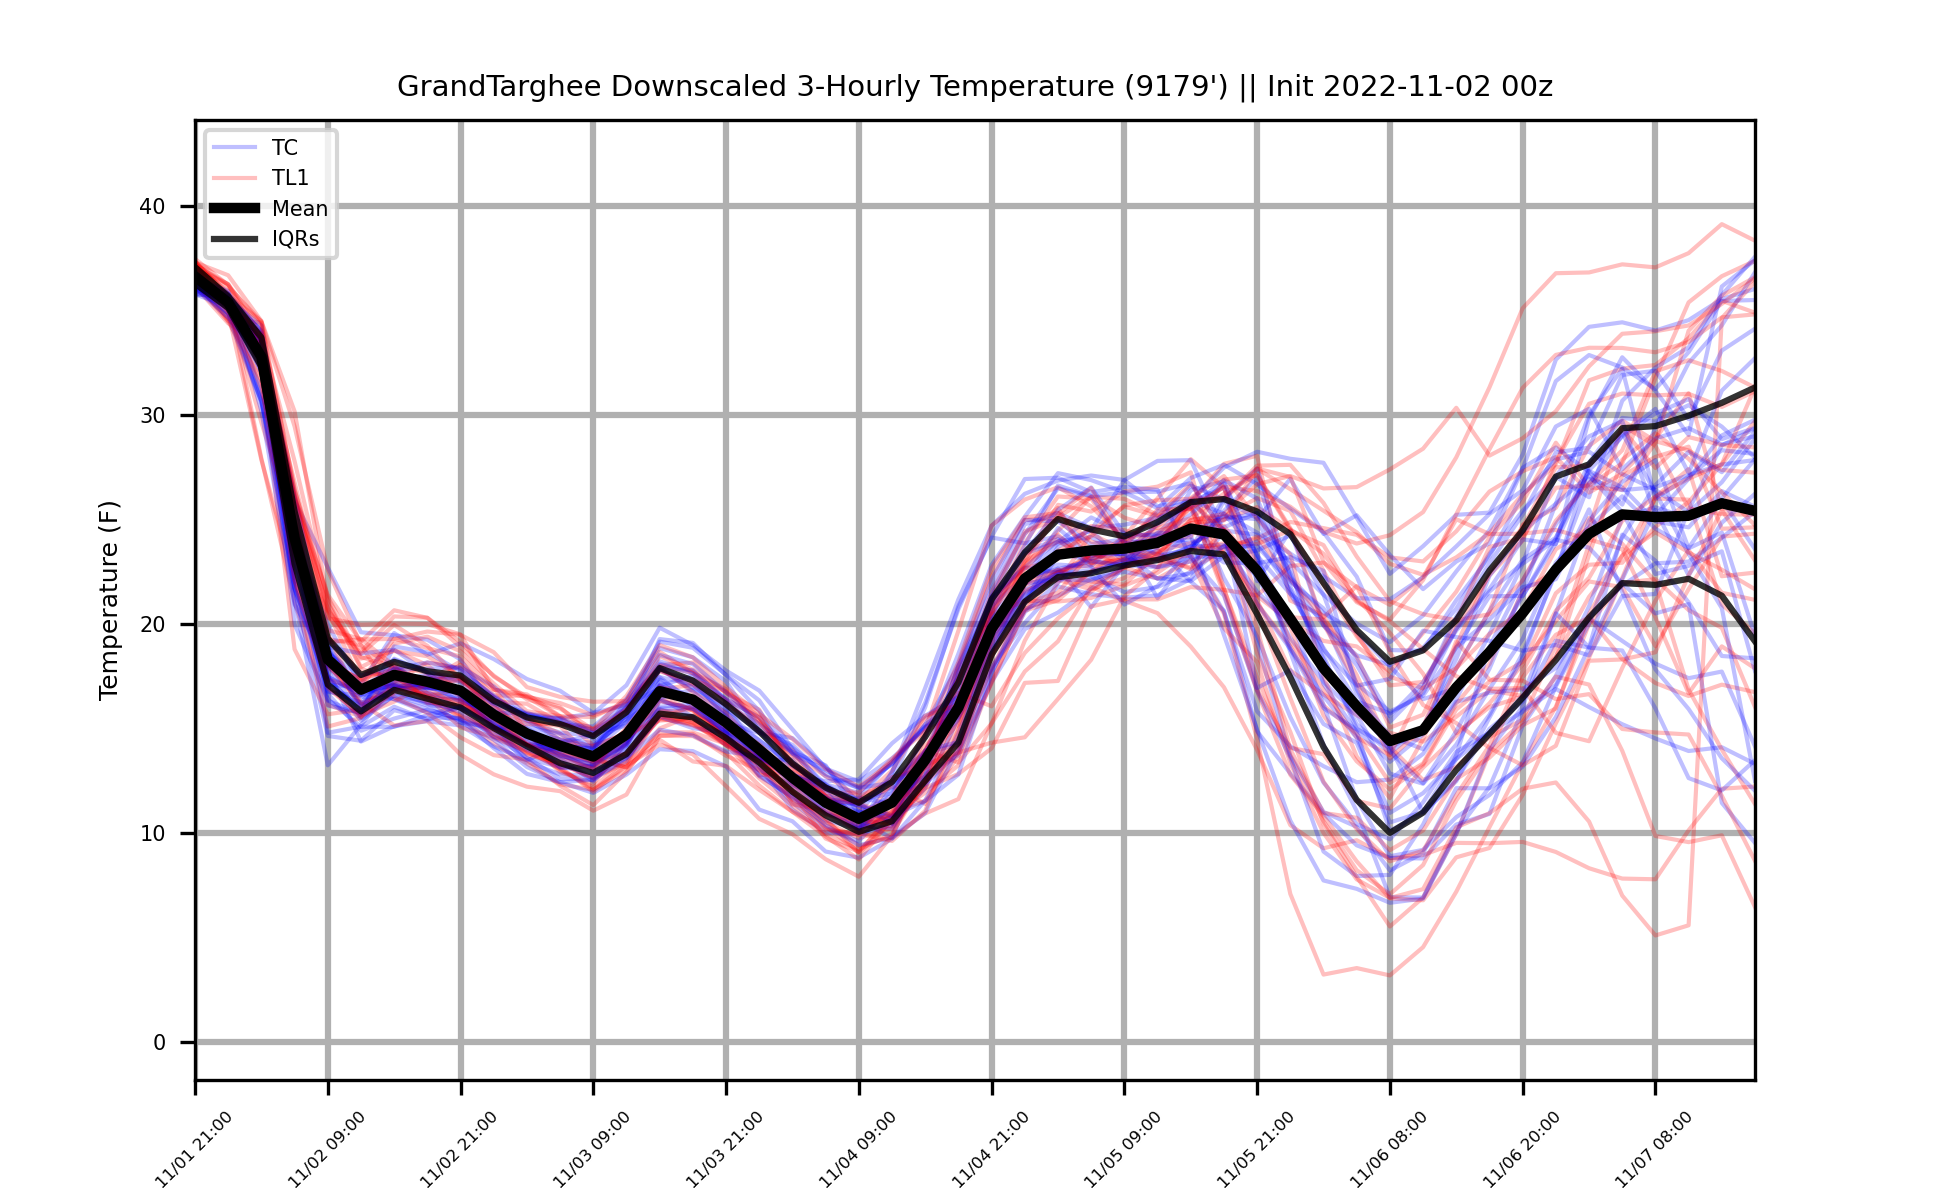 GrandTarghee Downscaled 3-Hourly Temperature (9179') || Init 2022-11-02 00z
TC
TL1
Mean
IQRs
Temperature (F)
40
30
20
10
0
11/01 21:00
11/02 09:00
11/02 21:00
11/03 09:00
11/03 21:00
11/04 09:00
11/04 21:00
11/05 09:00
11/05 21:00
11/06 08:00
11/06 20:00
11/07 08:00